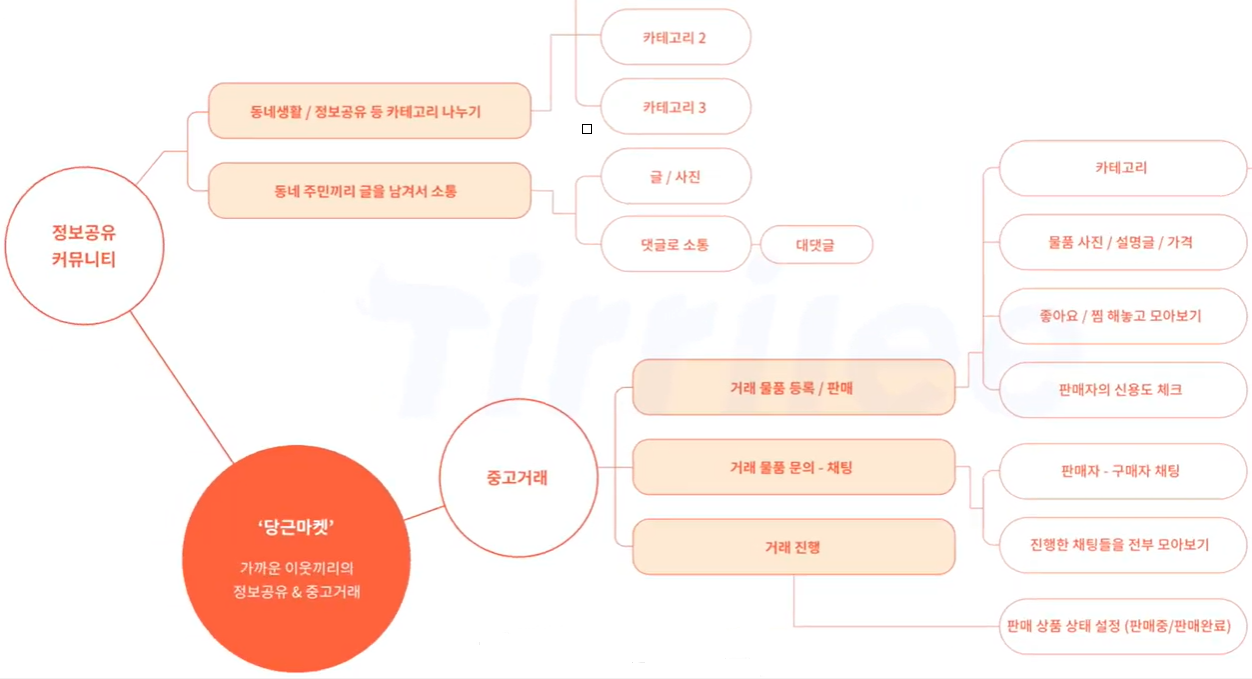 카테고리 2
카테고리 3
동네생활 / 정보공유 등 카테고리 나누기
동네 주민끼리 글을 남겨서 소통
글 / 사진
댓글로 소통
대댓글
정보공유
커뮤니티
카테고리
물품 사진 / 설명글 / 가격
좋아요 / 찜 해놓고 모아보기
판매자의 신용도 체크
거래 물품 등록 / 판매
거래 물품 문의 - 채팅
거래 진행
중고거래
판매자 - 구매자 채팅
진행한 채팅들을 전부 모아보기
판매 상품 상태 설정 (판매중/판매완료)
‘당근마켓’
가까운 이웃끼리의
정보공유 & 중고거래
Tirrilee